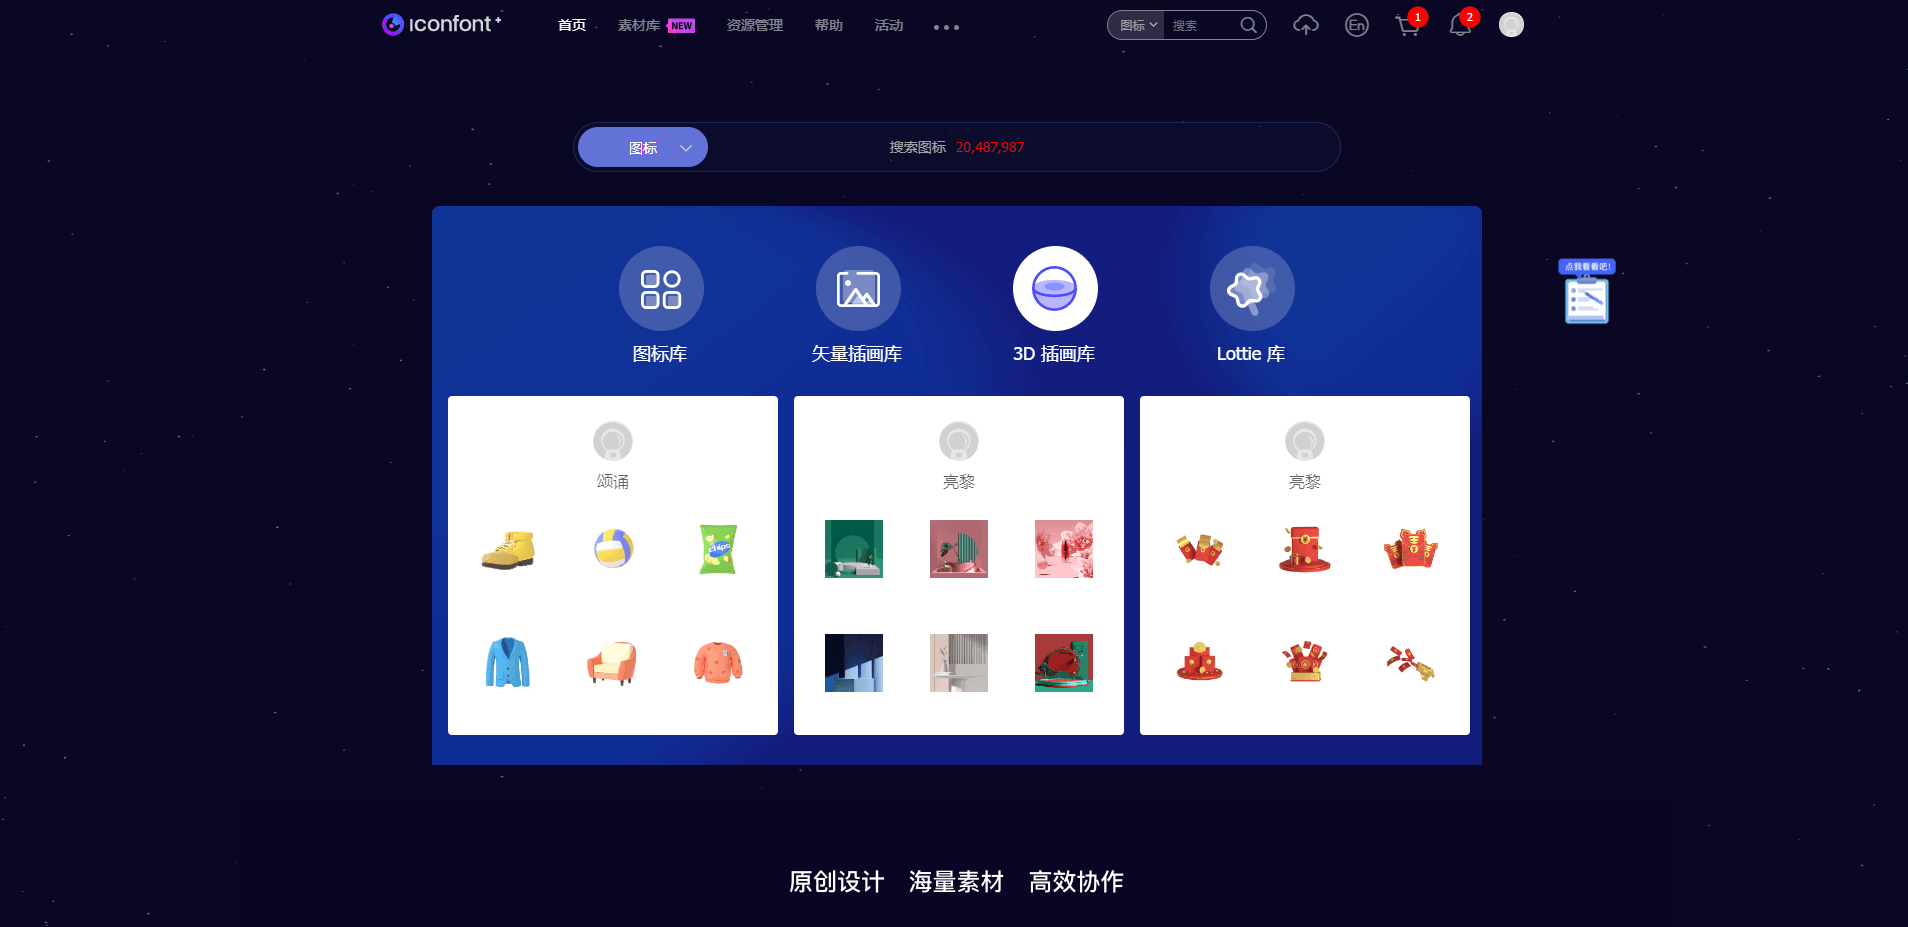 iconfont+ 首页 素材库 NEW 资源管理 帮助 活动 ••• 图标 搜索 En 1 2
图标 搜索图标 20,487,987
点我看看吧!
图标库 矢量插画库 3D 插画库 Lottie 库
颂诵 亮黎 亮黎
chips
原创设计 海量素材 高效协作